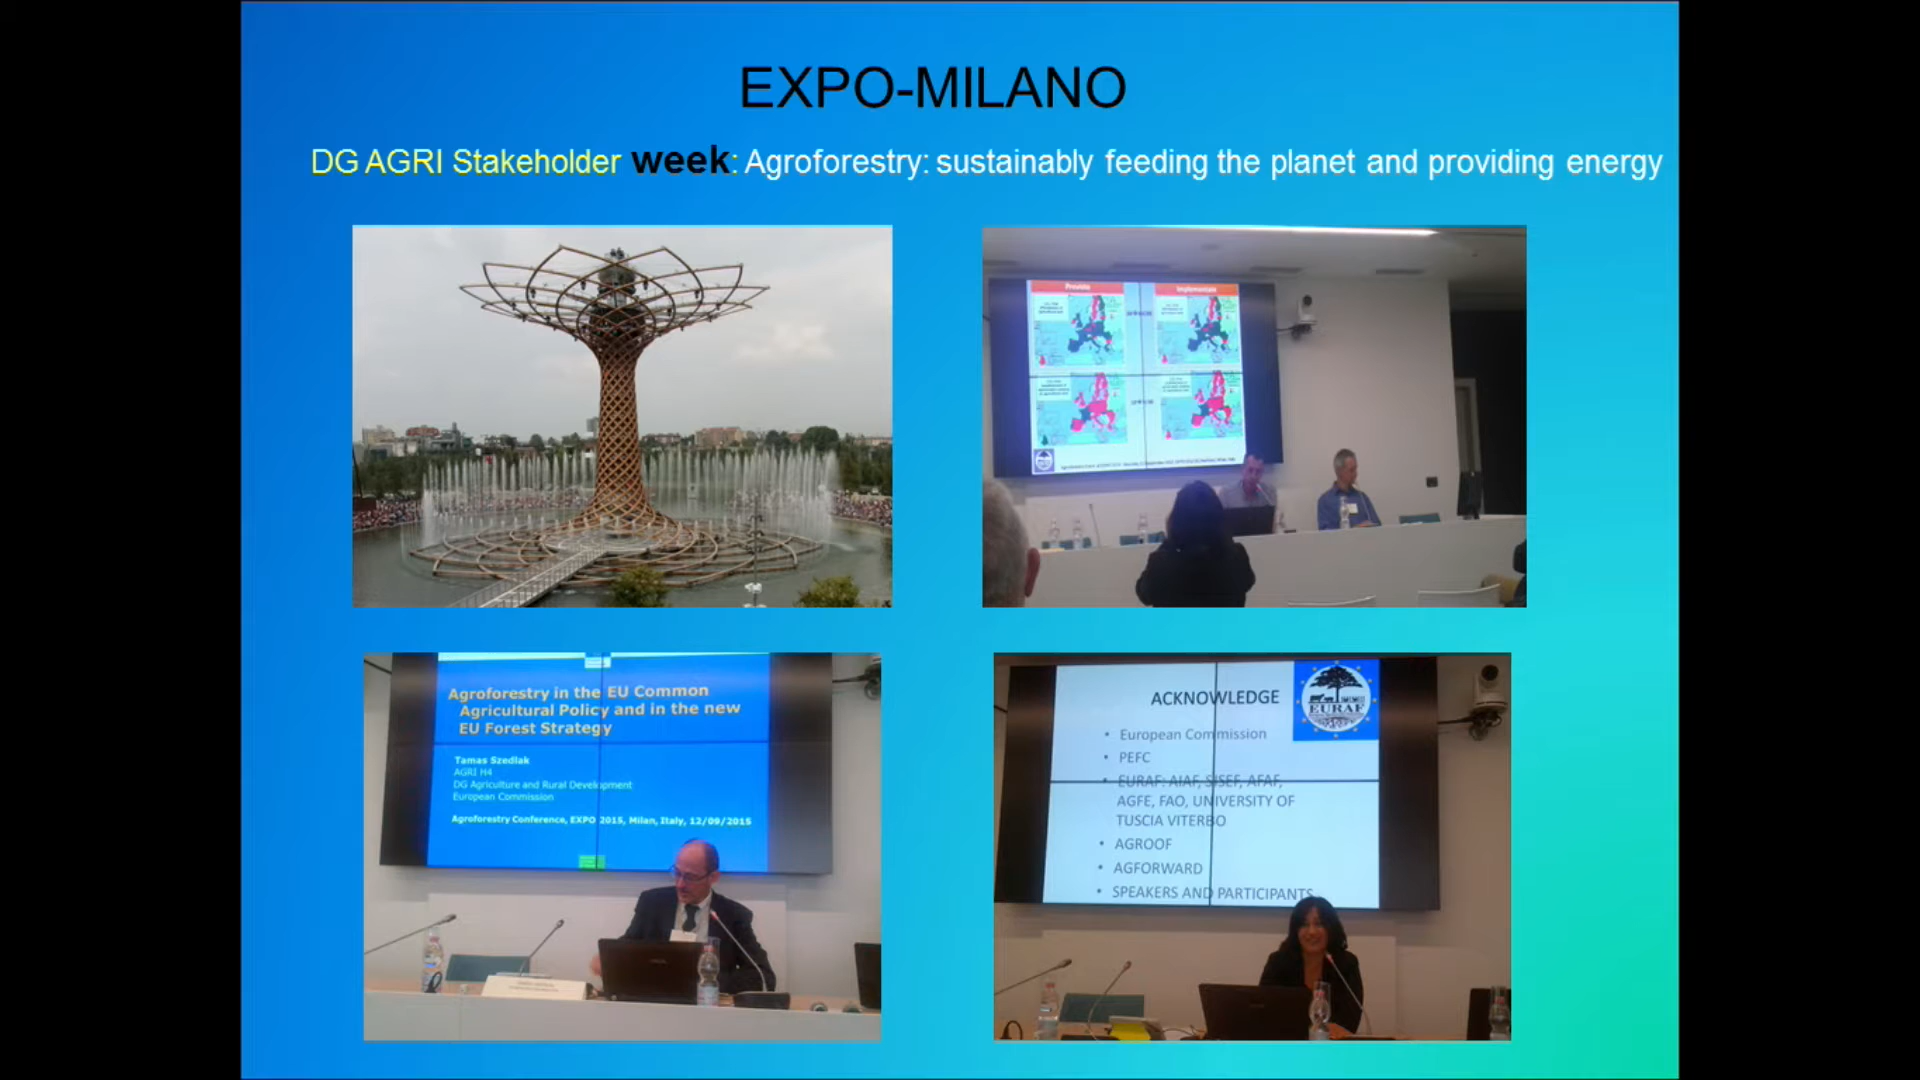 EXPO-MILANO
DG AGRI Stakeholder week: Agroforestry: sustainably feeding the planet and providing energy
Previste
Implementate
Agroforestry in the EU Common
Agricultural Policy and in the new
EU Forest Strategy
Tamas Szedlak
AGRI H4
DG Agriculture and Rural Development
European Commission
Agroforestry Conference, EXPO 2015, Milan, Italy, 12/09/2015
ACKNOWLEDGE
EURAF
• European Commission
• PEFC
• EURAF: AIAF, SISEF, AFAF,
AGFE, FAO, UNIVERSITY OF
TUSCIA VITERBO
• AGROOF
• AGFORWARD
• SPEAKERS AND PARTICIPANTS